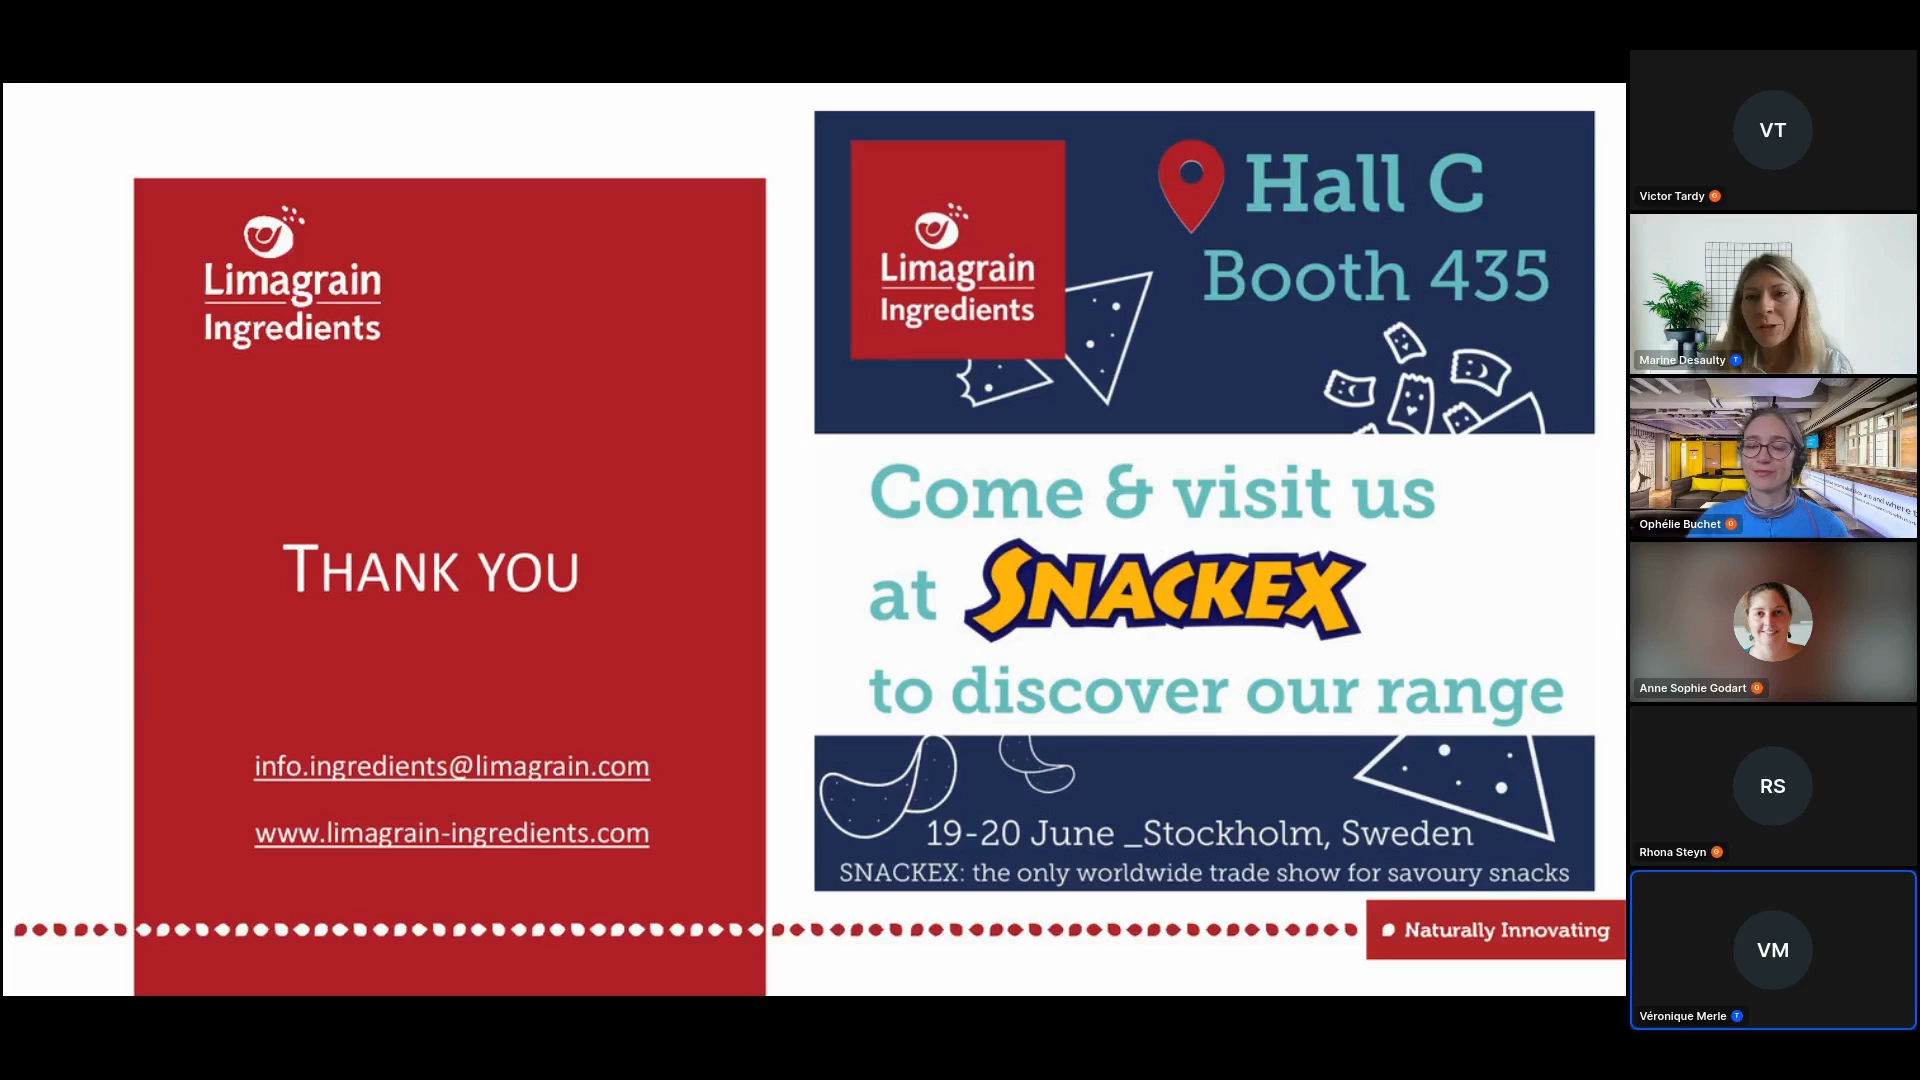 Limagrain
Ingredients
THANK YOU
info.ingredients@limagrain.com
www.limagrain-ingredients.com
Limagrain
Ingredients
Hall C
Booth 435
Come & visit us
at SNACKEX
to discover our range
19-20 June _Stockholm, Sweden
SNACKEX: the only worldwide trade show for savoury snacks
Naturally Innovating
VT
Victor Tardy
Marine Desaulty
Ophélie Buchet
Anne Sophie Godart
RS
Rhona Steyn
VM
Véronique Merle